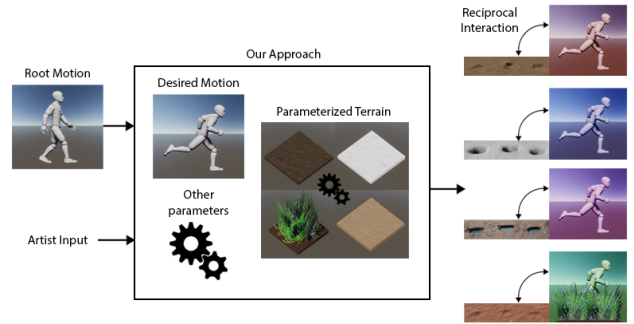 Our Approach
Root Motion
Desired Motion
Parameterized Terrain
Other
parameters
Artist Input
Reciprocal
Interaction